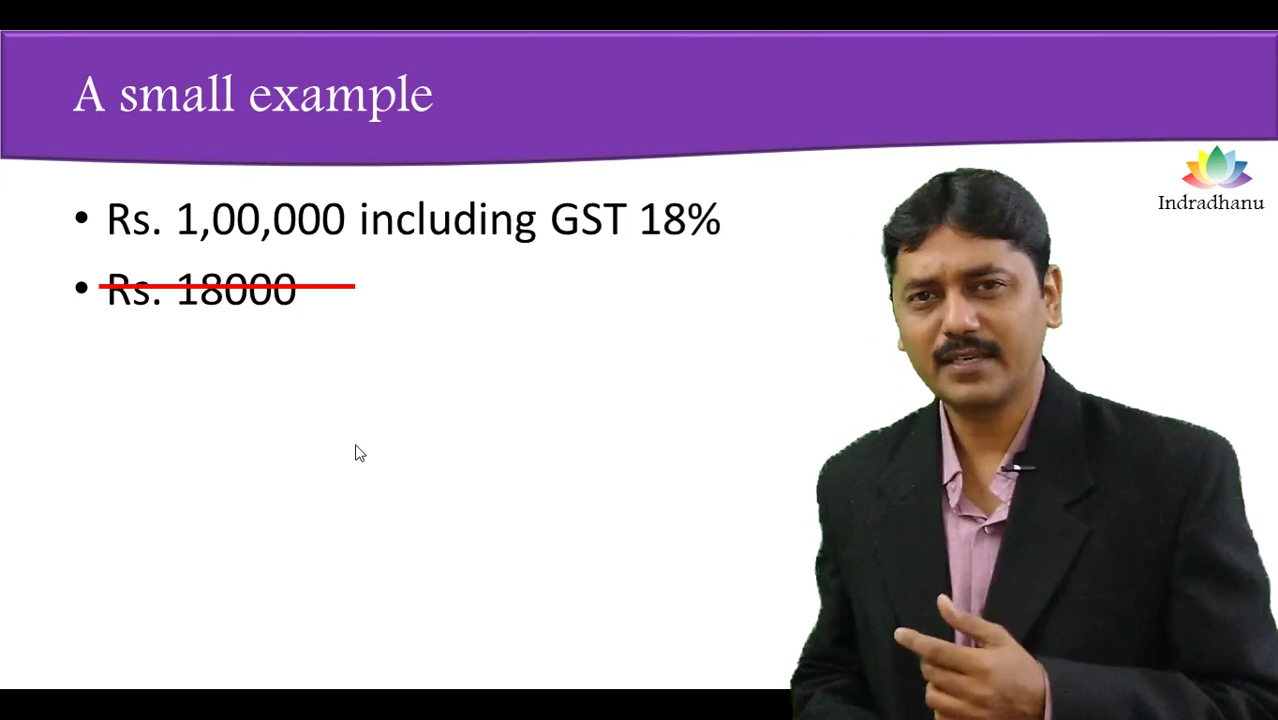 A small example
Indradhanu
• Rs. 1,00,000 including GST 18%
• Rs. 18000